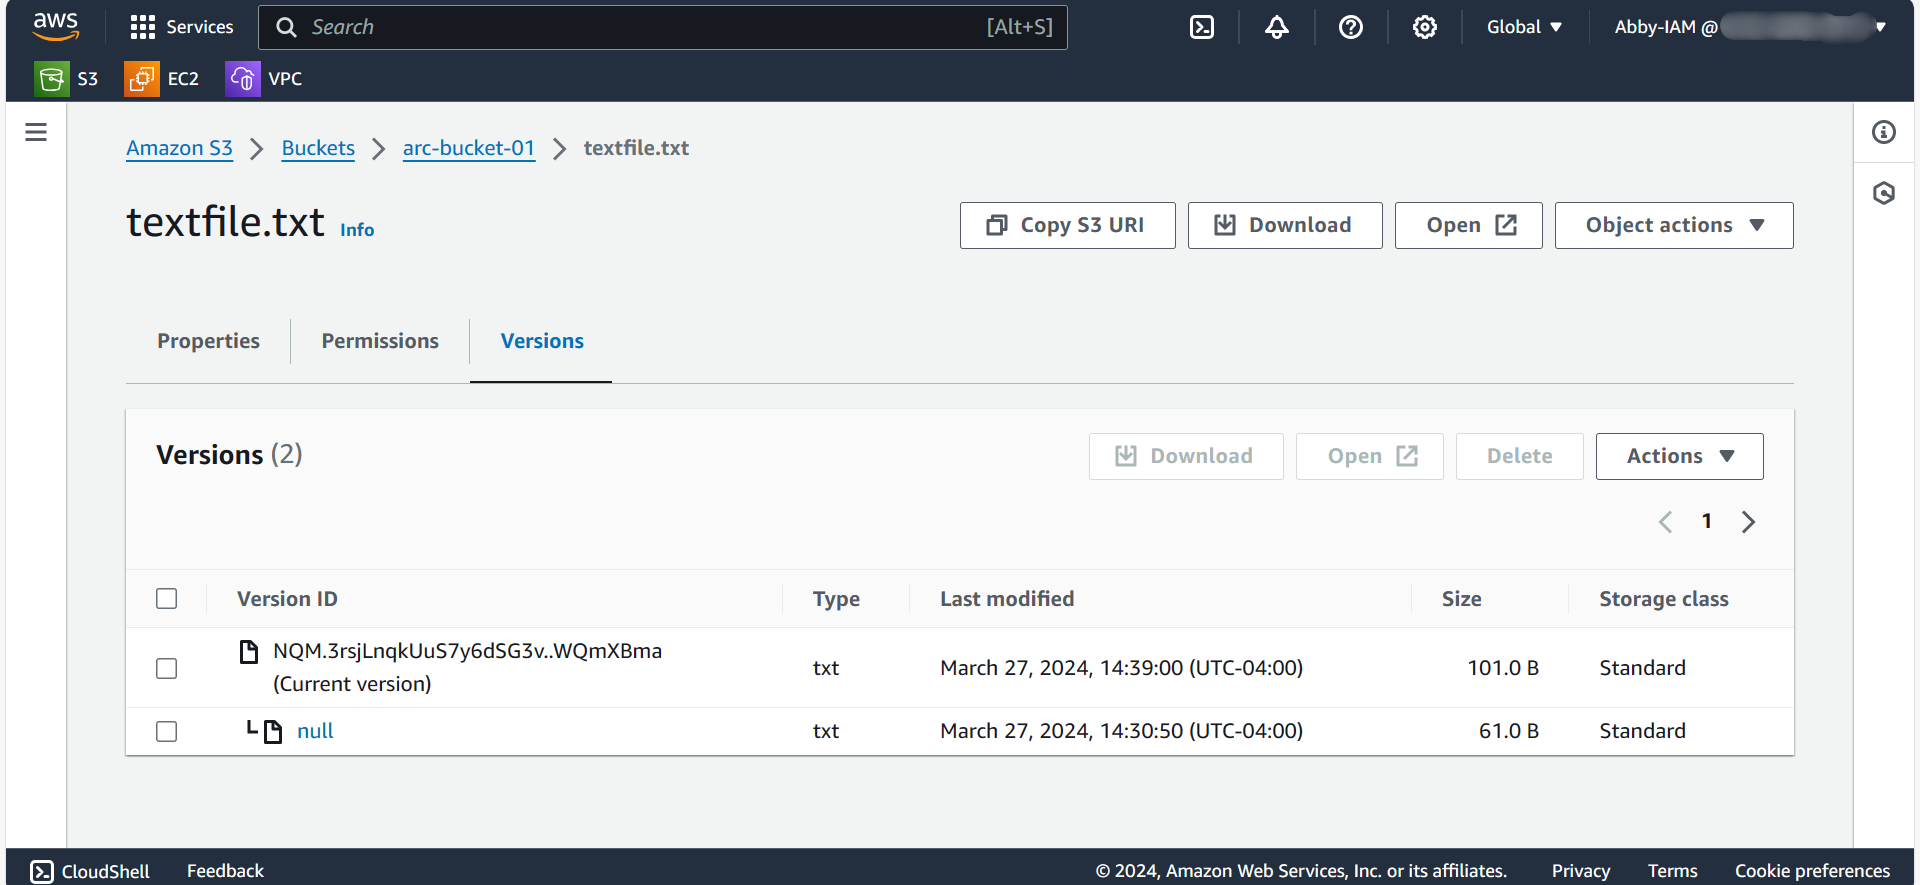 aws Services Search [Alt+S] Global Abby-IAM @
S3 EC2 VPC
Amazon S3 Buckets arc-bucket-01 textfile.txt
textfile.txt Info Copy S3 URI Download Open Object actions
Properties Permissions Versions
Versions (2) Download Open Delete Actions
1
Version ID Type Last modified Size Storage class
NQM.3rsjLnqkUuS7y6dSG3v..WQmXBma
(Current version) txt March 27, 2024, 14:39:00 (UTC-04:00) 101.0 B Standard
null txt March 27, 2024, 14:30:50 (UTC-04:00) 61.0 B Standard
CloudShell Feedback © 2024, Amazon Web Services, Inc. or its affiliates. Privacy Terms Cookie preferences